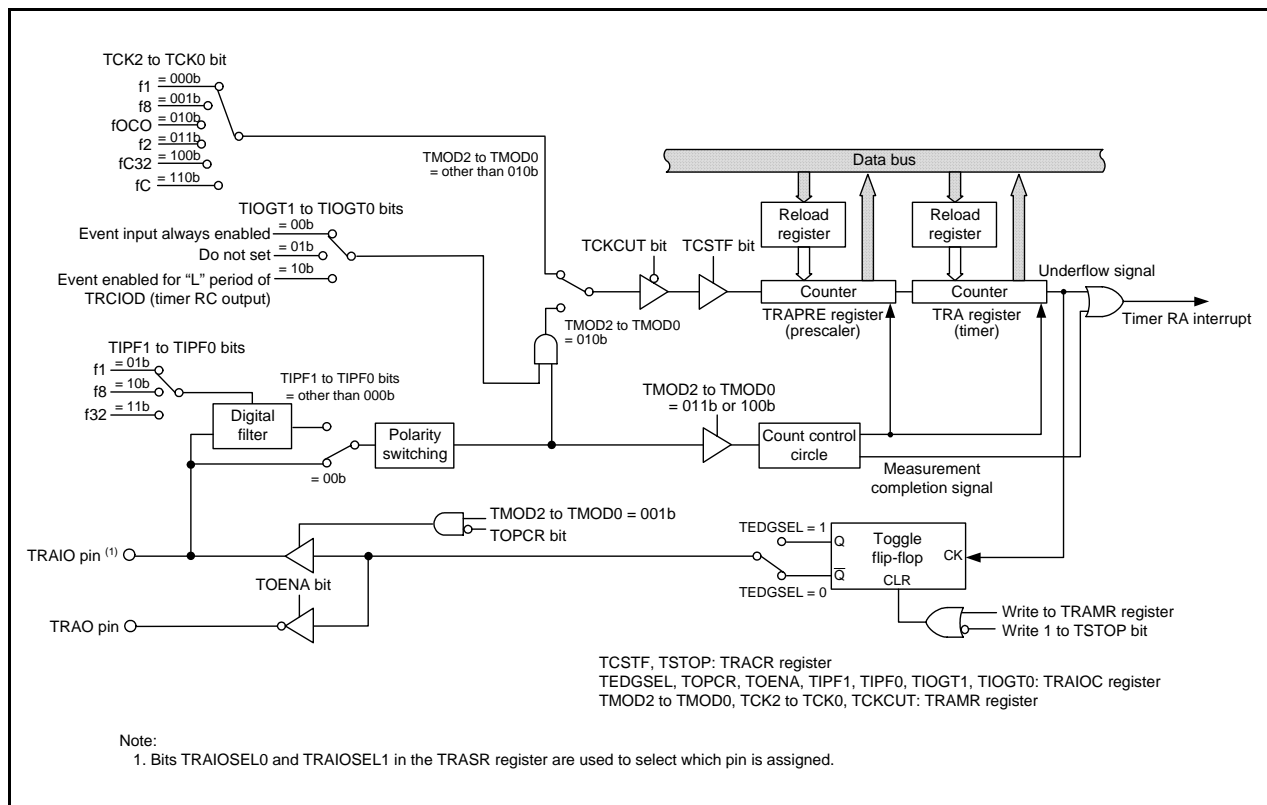 TCK2 to TCK0 bit
f1
= 000b
f8
= 001b
fOCO
= 010b
f2
= 011b
fC32
= 100b
fC
= 110b
TMOD2 to TMOD0
= other than 010b
Data bus
Reload
register
Reload
register
TIOGT1 to TIOGT0 bits
Event input always enabled
= 00b
Do not set
= 01b
Event enabled for “L” period of
TRCIOD (timer RC output)
= 10b
TCKCUT bit
TCSTF bit
Counter
TRAPRE register
(prescaler)
Counter
TRA register
(timer)
Underflow signal
Timer RA interrupt
TMOD2 to TMOD0
= 010b
TIPF1 to TIPF0 bits
f1
= 01b
f8
= 10b
f32
= 11b
TIPF1 to TIPF0 bits
= other than 000b
Digital
filter
= 00b
Polarity
switching
TMOD2 to TMOD0
= 011b or 100b
Count control
circle
Measurement
completion signal
TMOD2 to TMOD0 = 001b
TOPCR bit
TRAIO pin (1)
TOENA bit
TRAO pin
TEDGSEL = 1
TEDGSEL = 0
Q
Q
Toggle
flip-flop
CK
CLR
Write to TRAMR register
Write 1 to TSTOP bit
TCSTF, TSTOP: TRACR register
TEDGSEL, TOPCR, TOENA, TIPF1, TIPF0, TIOGT1, TIOGT0: TRAIOC register
TMOD2 to TMOD0, TCK2 to TCK0, TCKCUT: TRAMR register
Note:
1. Bits TRAIOSEL0 and TRAIOSEL1 in the TRASR register are used to select which pin is assigned.